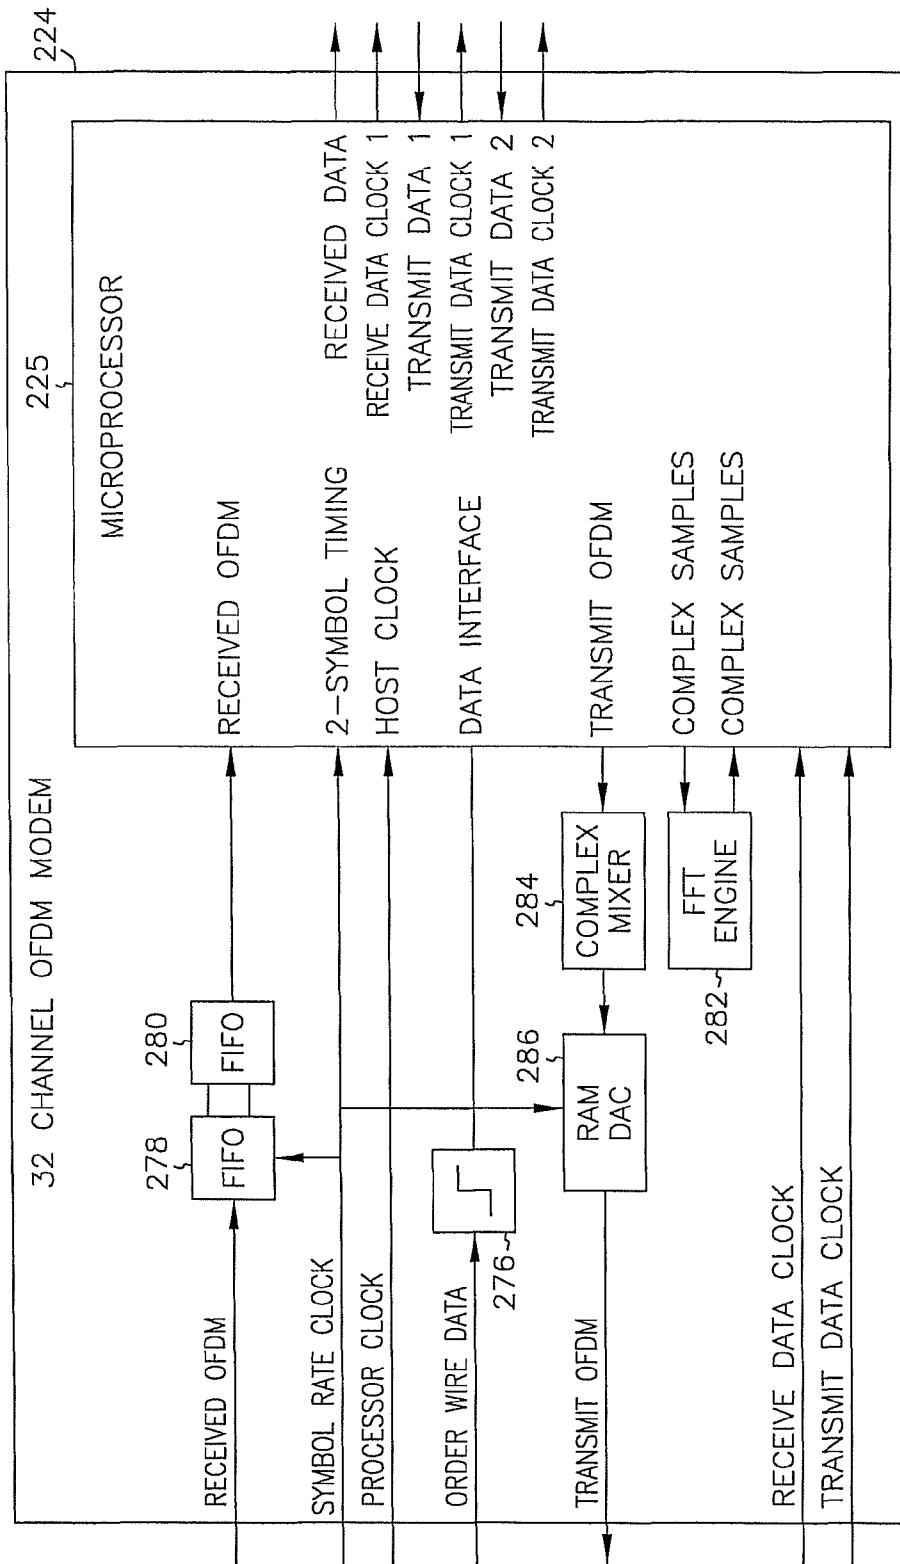 224
32 CHANNEL OFDM MODEM
225
MICROPROCESSOR
RECEIVED OFDM
278
FIFO
280
FIFO
RECEIVED OFDM
SYMBOL RATE CLOCK
2-SYMBOL TIMING
RECEIVED DATA
PROCESSOR CLOCK
HOST CLOCK
RECEIVE DATA CLOCK 1
TRANSMIT DATA 1
ORDER WIRE DATA
276
DATA INTERFACE
TRANSMIT DATA CLOCK 1
TRANSMIT DATA 2
TRANSMIT DATA CLOCK 2
TRANSMIT OFDM
286
RAM
DAC
284
COMPLEX
MIXER
TRANSMIT OFDM
282
FFT
ENGINE
COMPLEX SAMPLES
COMPLEX SAMPLES
RECEIVE DATA CLOCK
TRANSMIT DATA CLOCK